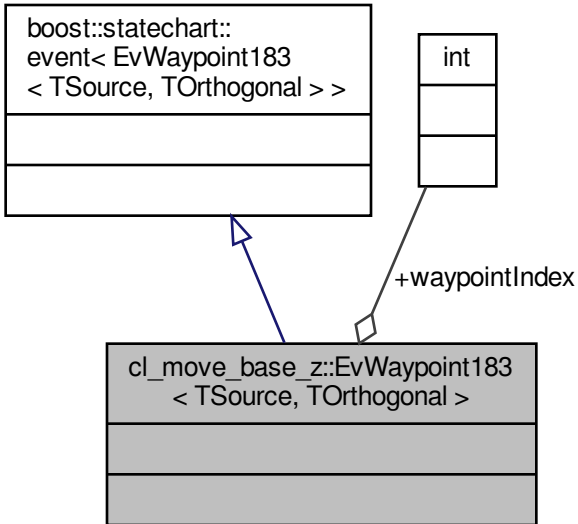 boost::statechart::
event< EvWaypoint183
< TSource, TOrthogonal > >
int
+waypointIndex
cl_move_base_z::EvWaypoint183
< TSource, TOrthogonal >